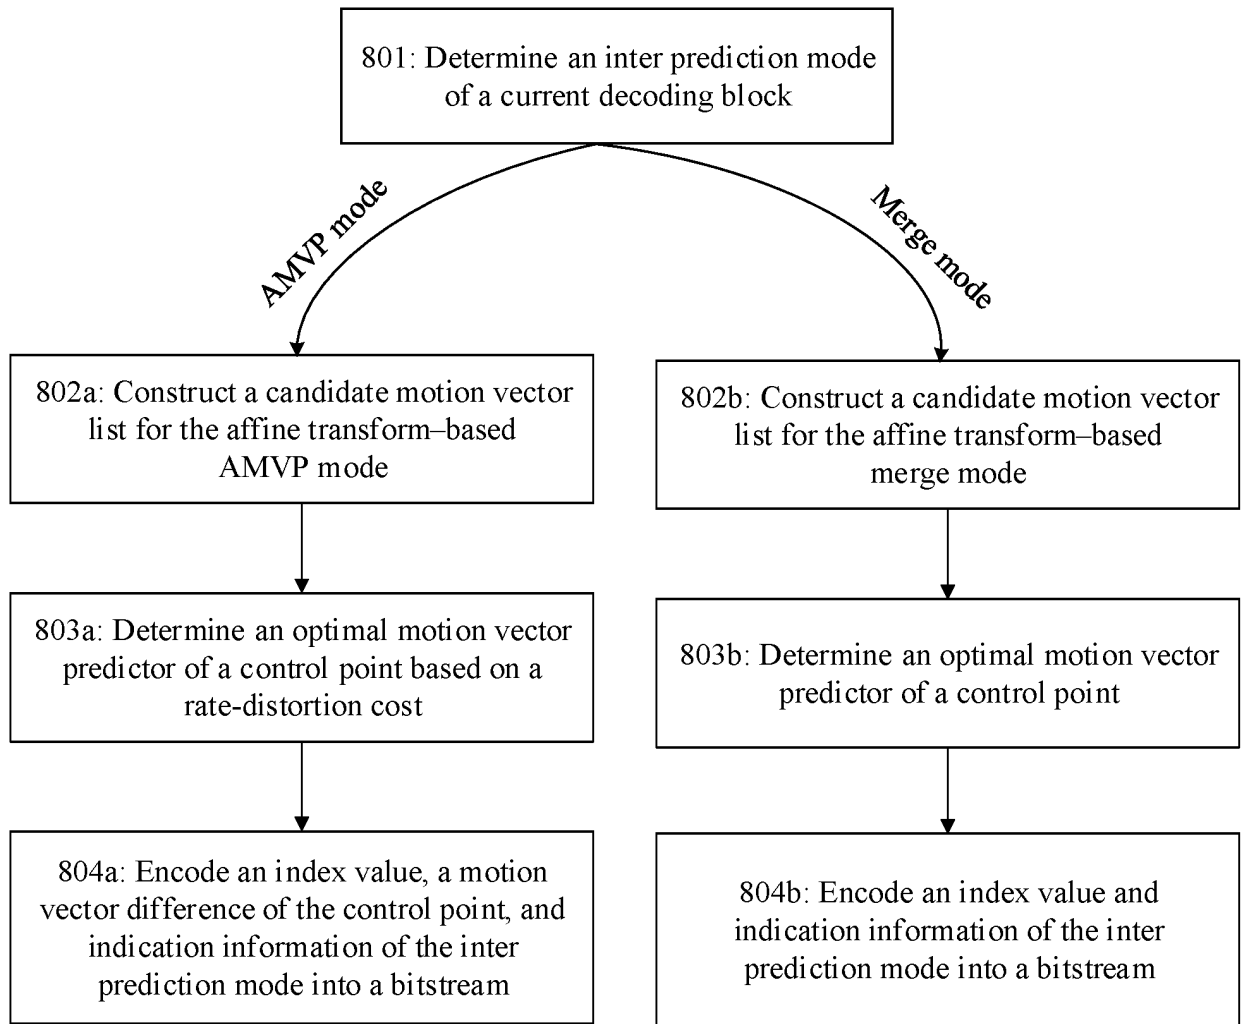 801: Determine an inter prediction mode
of a current decoding block
AMVP mode
Merge mode
802a: Construct a candidate motion vector
list for the affine transform–based
AMVP mode
802b: Construct a candidate motion vector
list for the affine transform–based
merge mode
803a: Determine an optimal motion vector
predictor of a control point based on a
rate-distortion cost
803b: Determine an optimal motion vector
predictor of a control point
804a: Encode an index value, a motion
vector difference of the control point, and
indication information of the inter
prediction mode into a bitstream
804b: Encode an index value and
indication information of the inter
prediction mode into a bitstream